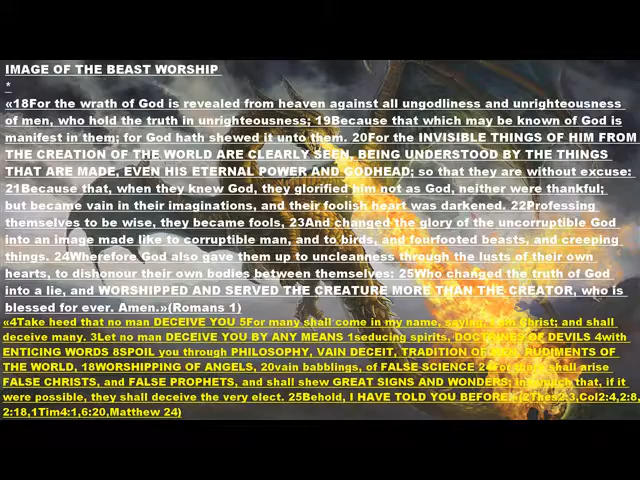 IMAGE OF THE BEAST WORSHIP
*
«18For the wrath of God is revealed from heaven against all ungodliness and unrighteousness
of men, who hold the truth in unrighteousness; 19Because that which may be known of God is
manifest in them; for God hath shewed it unto them. 20For the INVISIBLE THINGS OF HIM FROM
THE CREATION OF THE WORLD ARE CLEARLY SEEN, BEING UNDERSTOOD BY THE THINGS
THAT ARE MADE, EVEN HIS ETERNAL POWER AND GODHEAD; so that they are without excuse:
21Because that, when they knew God, they glorified him not as God, neither were thankful;
but became vain in their imaginations, and their foolish heart was darkened. 22Professing
themselves to be wise, they became fools, 23And changed the glory of the uncorruptible God
into an image made like to corruptible man, and to birds, and fourfooted beasts, and creeping
things. 24Wherefore God also gave them up to uncleanness through the lusts of their own
hearts, to dishonour their own bodies between themselves: 25Who changed the truth of God
into a lie, and WORSHIPPED AND SERVED THE CREATURE MORE THAN THE CREATOR, who is
blessed for ever. Amen.»(Romans 1)
«4Take heed that no man DECEIVE YOU 5For many shall come in my name, saying, I am Christ; and shall
deceive many. 3Let no man DECEIVE YOU BY ANY MEANS 1seducing spirits, DOCTRINES OF DEVILS 4with
ENTICING WORDS 8SPOIL you through PHILOSOPHY, VAIN DECEIT, TRADITION OF MEN, RUDIMENTS OF
THE WORLD, 18WORSHIPPING OF ANGELS, 20vain babblings, of FALSE SCIENCE 24For there shall arise
FALSE CHRISTS, and FALSE PROPHETS, and shall shew GREAT SIGNS AND WONDERS; insomuch that, if it
were possible, they shall deceive the very elect. 25Behold, I HAVE TOLD YOU BEFORE» (2Thes2:3,Col2:4,2:8,
2:18,1Tim4:1,6:20,Matthew 24)